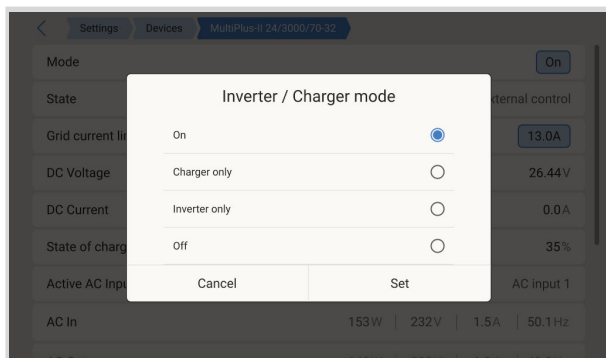 Settings Devices MultiPlus-II 24/3000/70-32
Mode On
Inverter / Charger mode
State xternal control
On
Grid current lir 13.0A
Charger only
DC Voltage 26.44V
Inverter only
DC Current 0.0A
Off
State of charg 35%
Cancel Set
Active AC Inpu AC input 1
AC In 153W 232V 1.5A 50.1Hz